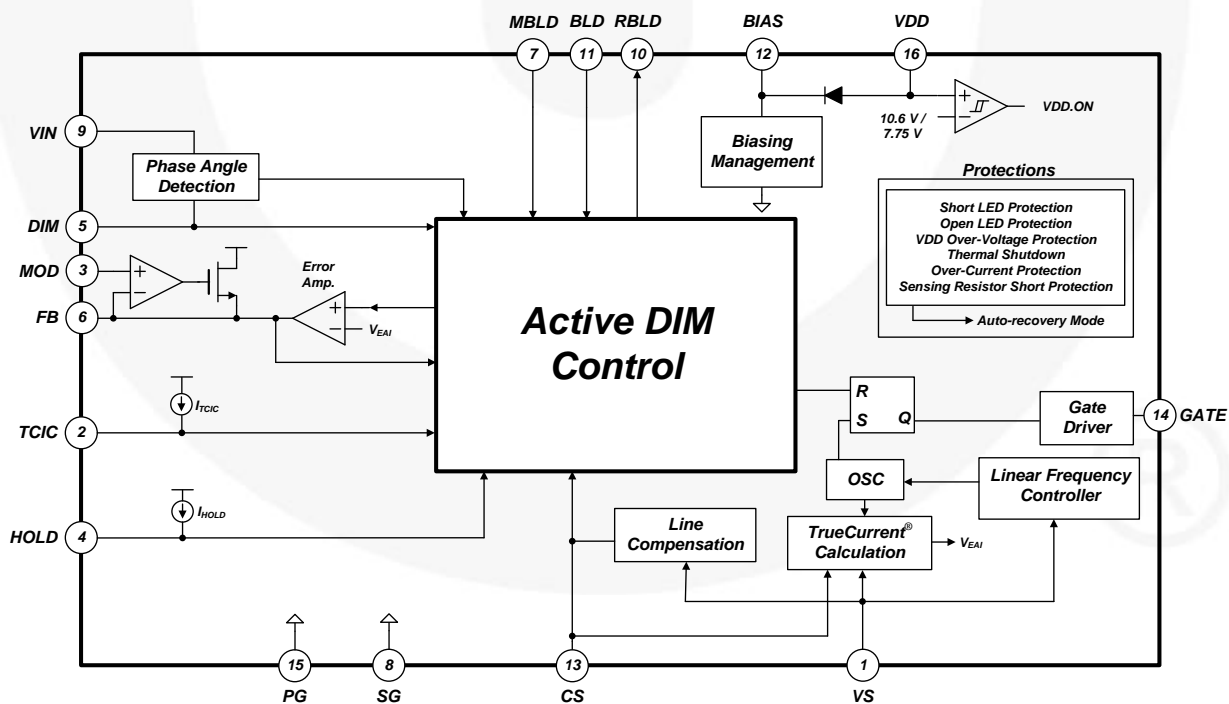 MBLD
BLD
RBLD
BIAS
VDD
7
11
10
12
16
VIN
9
Phase Angle
Detection
10.6 V /
7.75 V
+
−
VDD.ON
Biasing
Management
Protections
Short LED Protection
Open LED Protection
VDD Over-Voltage Protection
Thermal Shutdown
Over-Current Protection
Sensing Resistor Short Protection
Auto-recovery Mode
DIM
5
MOD
3
+
−
Error
Amp.
+
−
VEAI
FB
6
Active DIM
Control
ITCIC
TCIC
2
R
S
Q
Gate
Driver
14
GATE
OSC
Linear Frequency
Controller
IHOLD
HOLD
4
Line
Compensation
TrueCurrent®
Calculation
VEAI
®
15
8
13
1
PG
SG
CS
VS